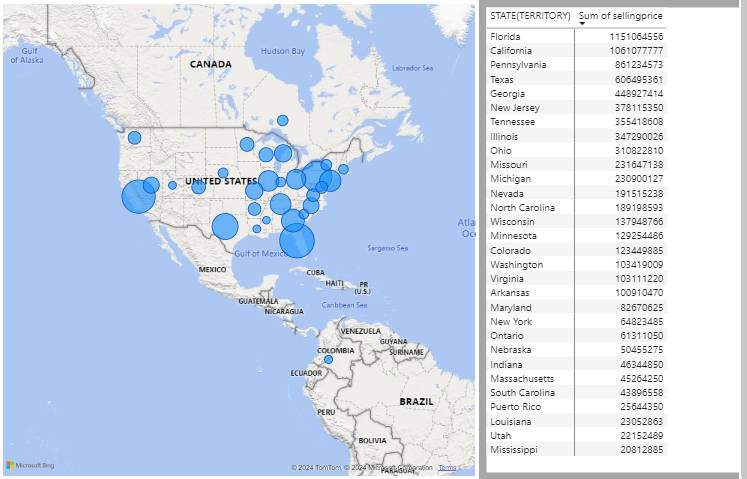 Gulf
of Alaska
Hudson Bay
CANADA
Labrador Sea
UNITED STATES
Sargasso Sea
Gulf of Mexico
MEXICO
CUBA
HAITI
PR
(U.S.)
GUATEMALA
NICARAGUA
Caribbean Sea
VENEZUELA
GUYANA
SURINAME
COLOMBIA
ECUADOR
PERU
BRAZIL
BOLIVIA
PARAGUAY
Microsoft Bing
© 2024 TomTom, © 2024 Microsoft Corporation Terms
STATE(TERRITORY) Sum of sellingprice
Florida 1151064556
California 1061077777
Pennsylvania 861234573
Texas 606495361
Georgia 448927414
New Jersey 378115350
Tennessee 355418608
Illinois 347290026
Ohio 310822810
Missouri 231647138
Michigan 230900127
Nevada 191515238
North Carolina 189198593
Wisconsin 137948766
Minnesota 129254486
Colorado 123449885
Washington 103419009
Virginia 103111220
Arkansas 100910470
Maryland 82670625
New York 64823485
Ontario 61311050
Nebraska 50455275
Indiana 46344850
Massachusetts 45264250
South Carolina 43896558
Puerto Rico 25644350
Louisiana 23052863
Utah 22152489
Mississippi 20812885